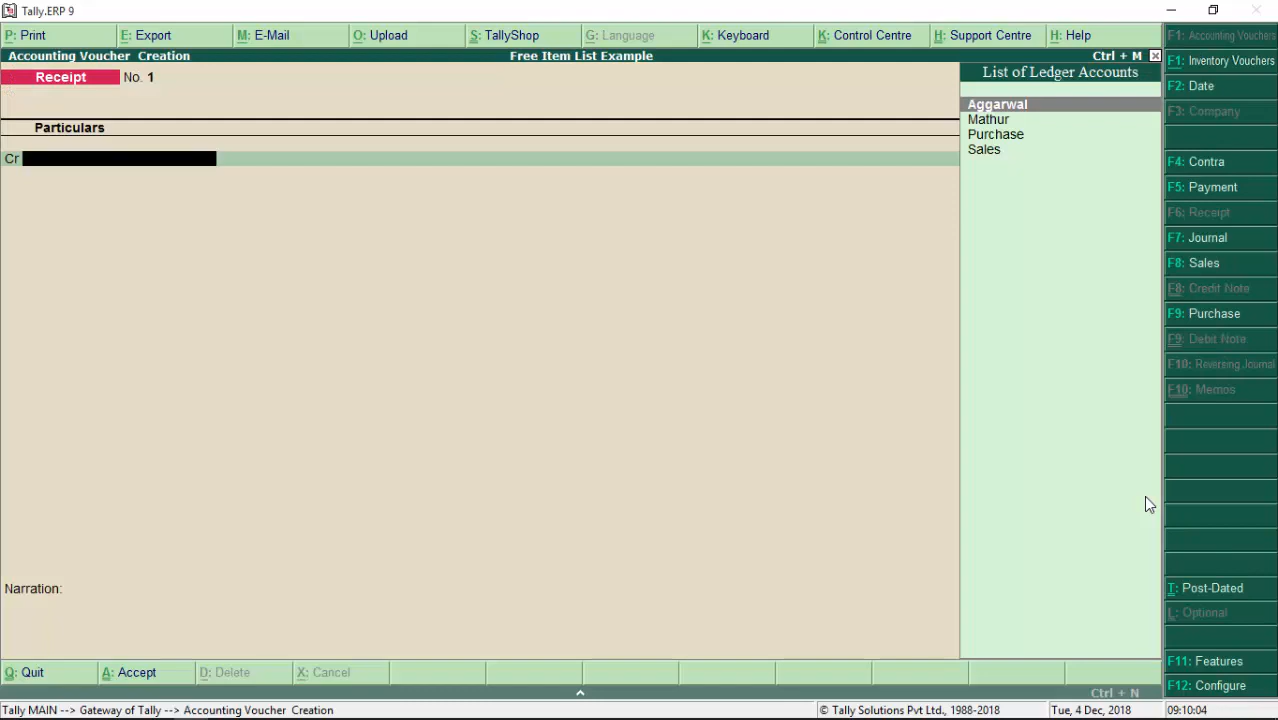 Tally.ERP 9
P: Print E: Export M: E-Mail O: Upload S: TallyShop G: Language K: Keyboard K: Control Centre H: Support Centre H: Help
Accounting Voucher Creation Free Item List Example Ctrl + M
Receipt No. 1
Particulars
Cr
List of Ledger Accounts
Aggarwal
Mathur
Purchase
Sales
Narration:
F1: Accounting Vouchers
F1: Inventory Vouchers
F2: Date
F3: Company
F4: Contra
F5: Payment
F6: Receipt
F7: Journal
F8: Sales
F8: Credit Note
F9: Purchase
F9: Debit Note
F10: Reversing Journal
F10: Memos
T: Post-Dated
L: Optional
F11: Features
F12: Configure
Q: Quit A: Accept D: Delete X: Cancel
Ctrl + N
Tally MAIN --> Gateway of Tally --> Accounting Voucher Creation © Tally Solutions Pvt Ltd., 1988-2018 Tue, 4 Dec, 2018 09:10:04